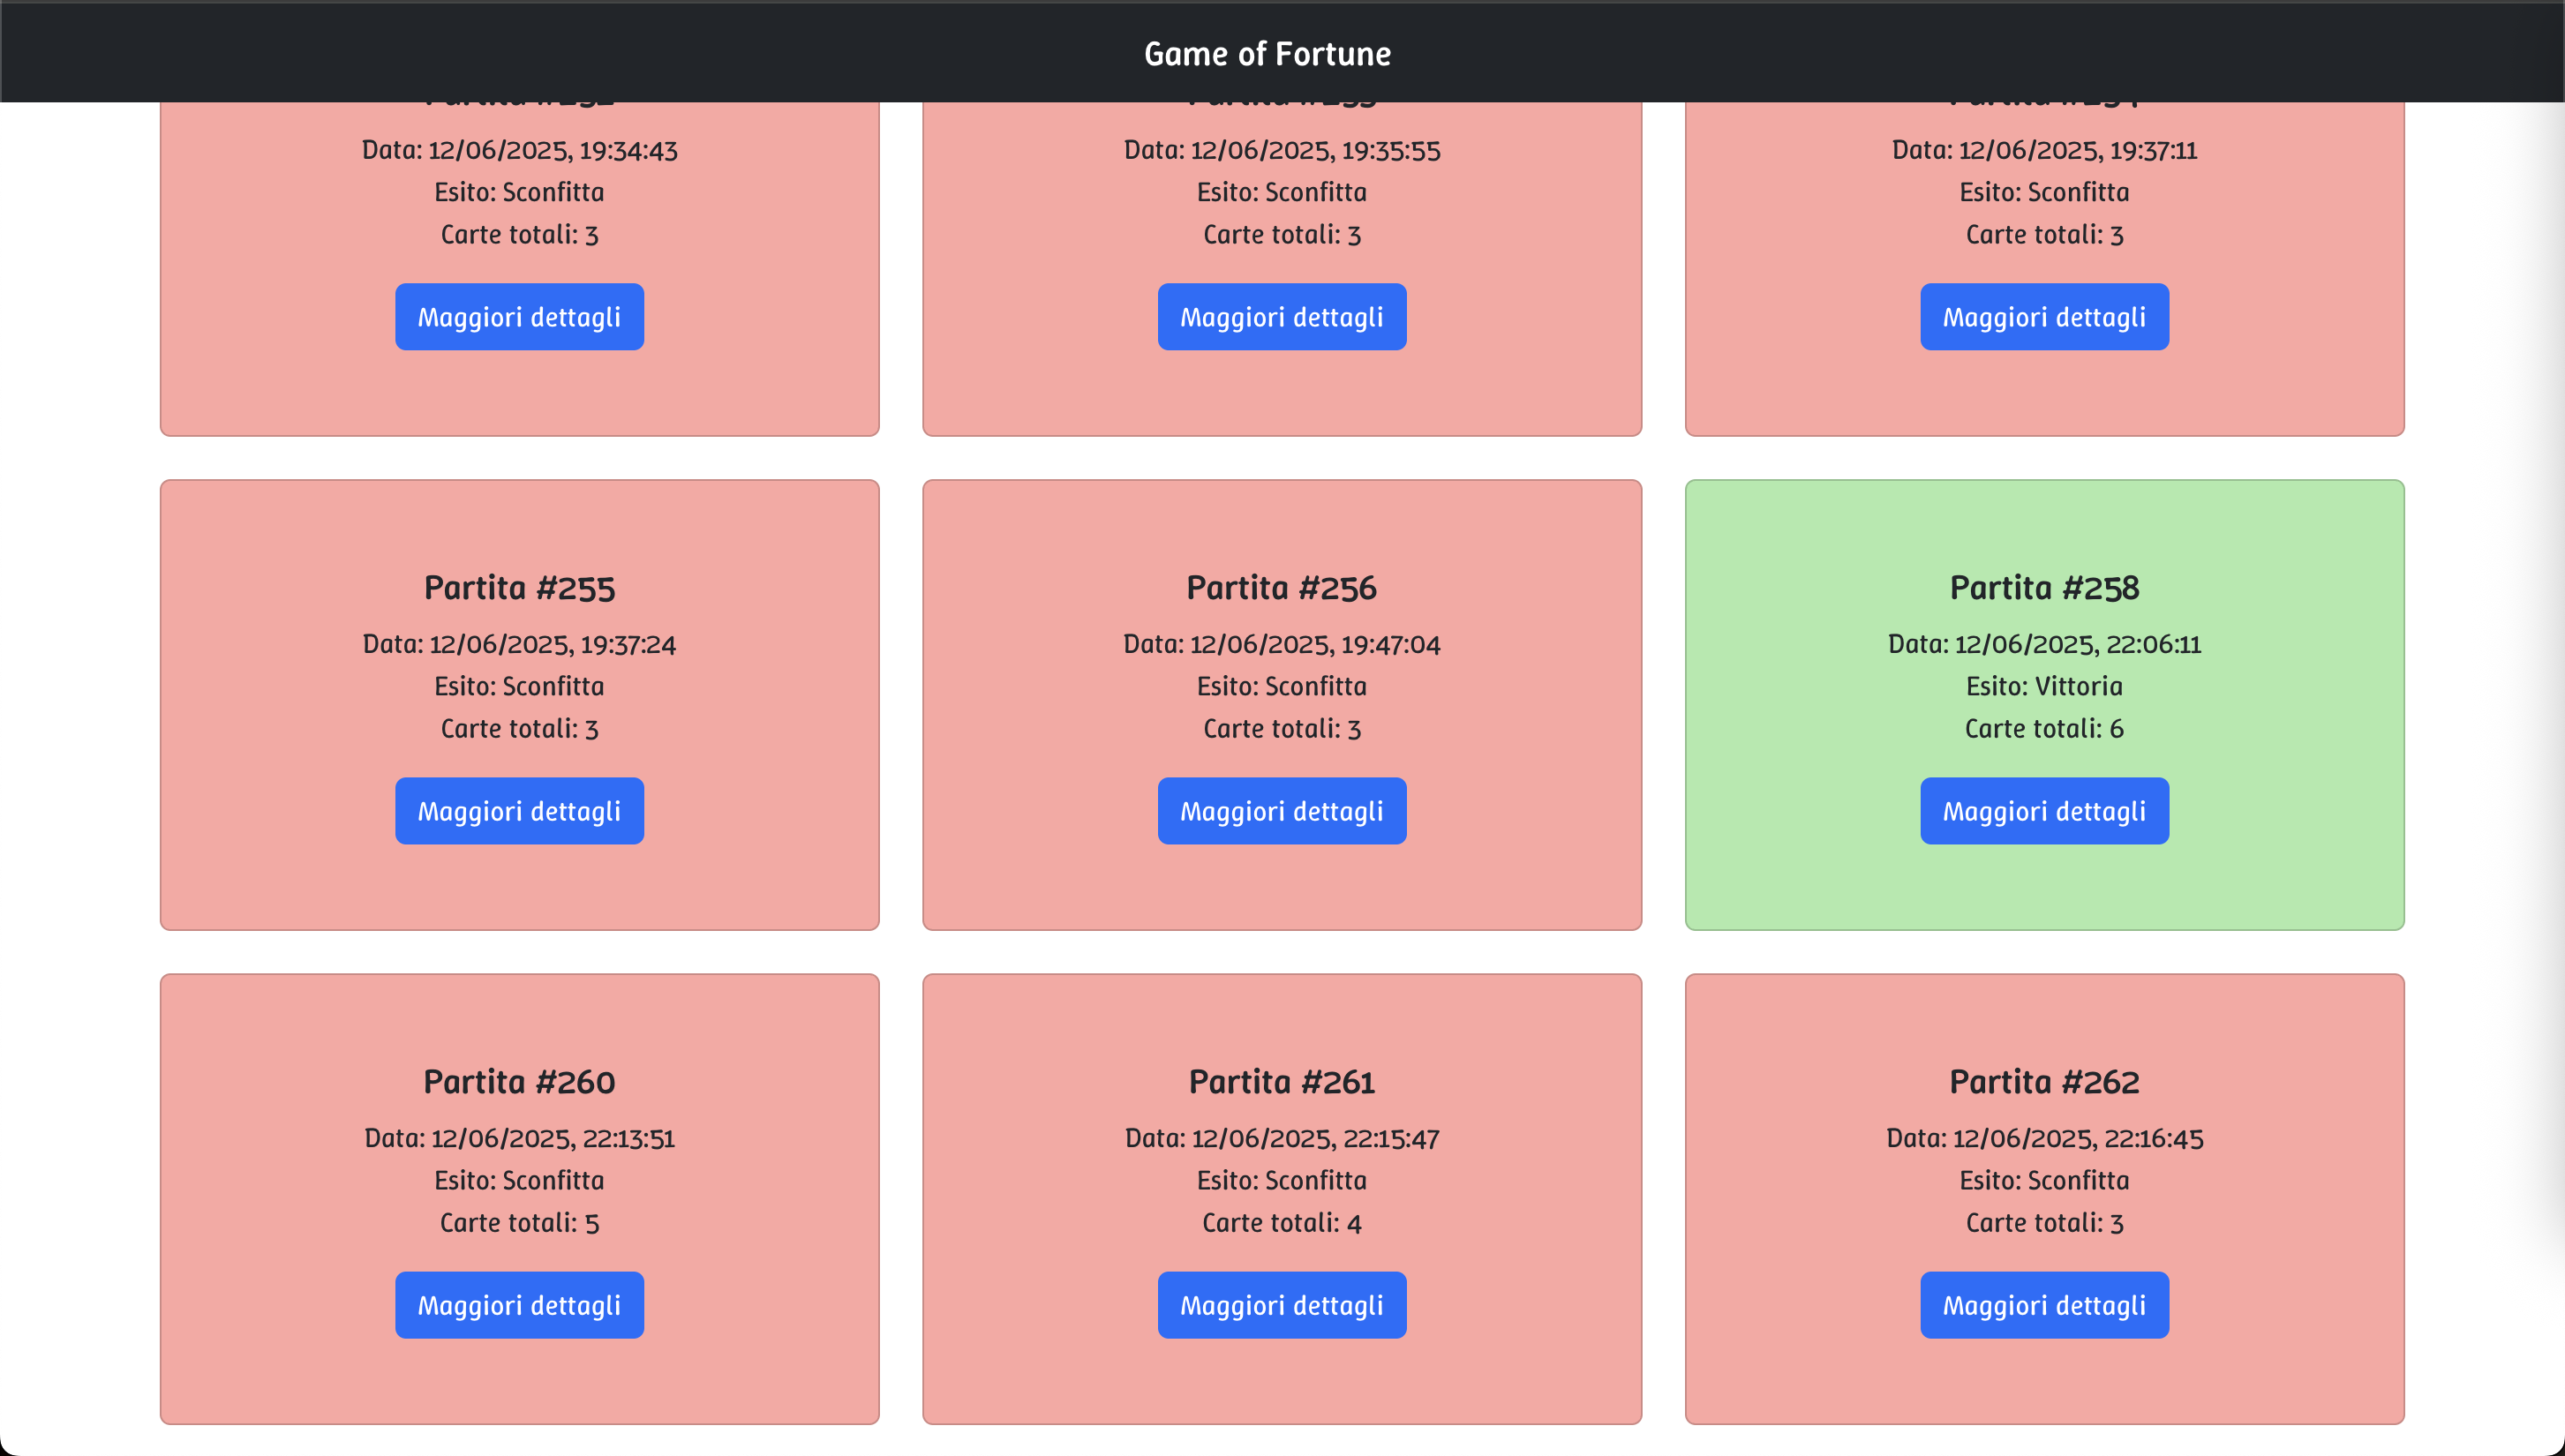 Game of Fortune
Data: 12/06/2025, 19:34:43
Esito: Sconfitta
Carte totali: 3
Maggiori dettagli
Data: 12/06/2025, 19:35:55
Esito: Sconfitta
Carte totali: 3
Maggiori dettagli
Data: 12/06/2025, 19:37:11
Esito: Sconfitta
Carte totali: 3
Maggiori dettagli
Partita #255
Data: 12/06/2025, 19:37:24
Esito: Sconfitta
Carte totali: 3
Maggiori dettagli
Partita #256
Data: 12/06/2025, 19:47:04
Esito: Sconfitta
Carte totali: 3
Maggiori dettagli
Partita #258
Data: 12/06/2025, 22:06:11
Esito: Vittoria
Carte totali: 6
Maggiori dettagli
Partita #260
Data: 12/06/2025, 22:13:51
Esito: Sconfitta
Carte totali: 5
Maggiori dettagli
Partita #261
Data: 12/06/2025, 22:15:47
Esito: Sconfitta
Carte totali: 4
Maggiori dettagli
Partita #262
Data: 12/06/2025, 22:16:45
Esito: Sconfitta
Carte totali: 3
Maggiori dettagli